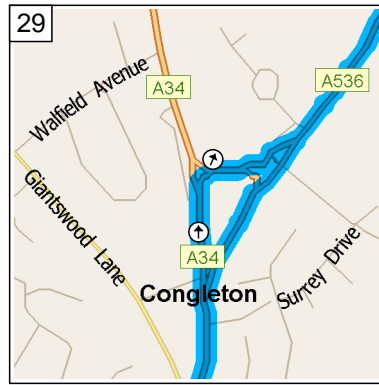 29
Walfield Avenue
A34
A536
Giantswood Lane
A34
Congleton
Surrey Drive